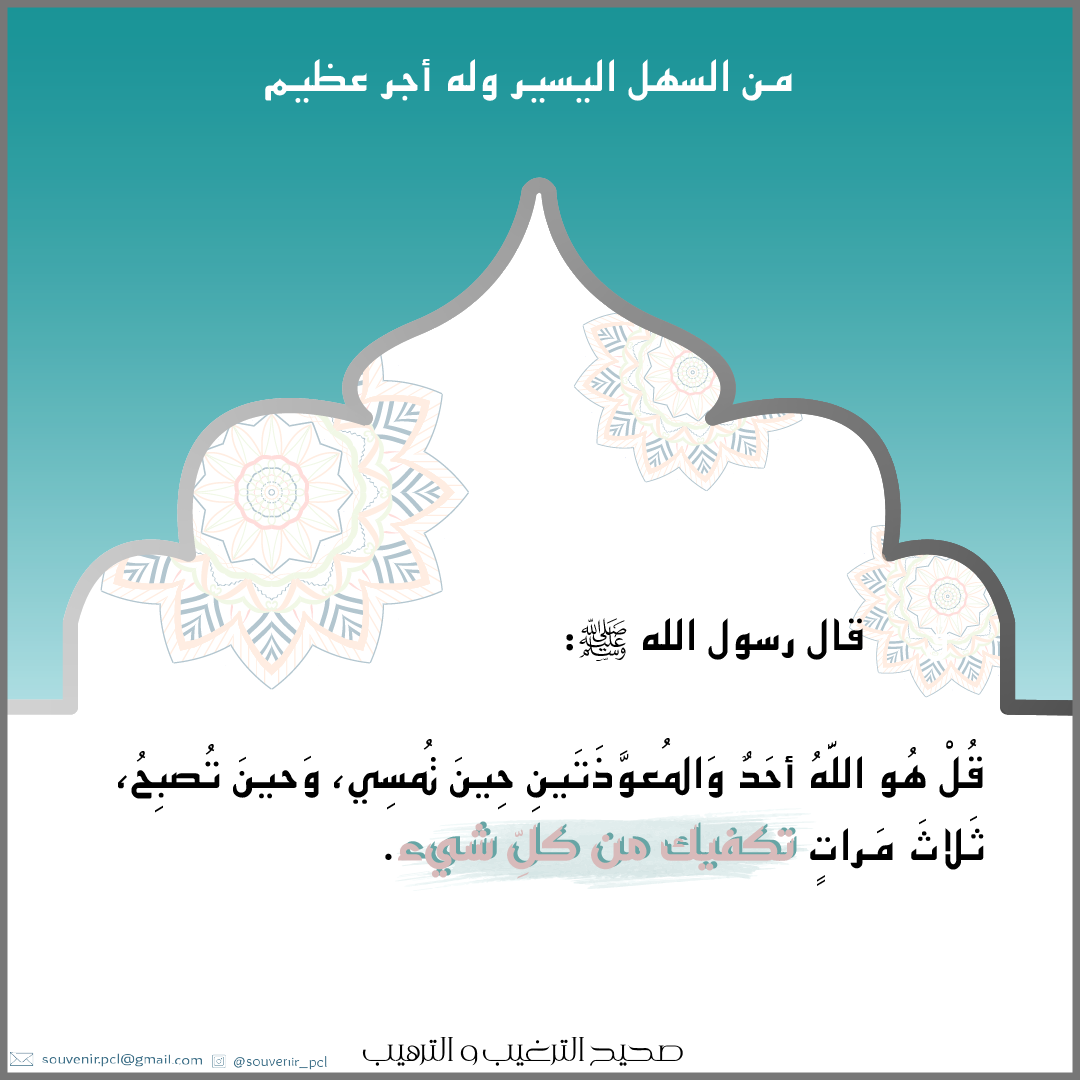 من السهل اليسير وله أجر عظيم
قال رسول الله ﷺ:
قُلْ هُو اللّهُ أحَدٌ وَالمُعوَّذَتَينِ حِينَ تُمسِي، وَحينَ تُصبِحُ،
ثَلاثَ مَراتٍ تكفيك من كلِّ شيء.
صحيح الترغيب و الترهيب
souvenir.pcl@gmail.com @souvenir_pcl